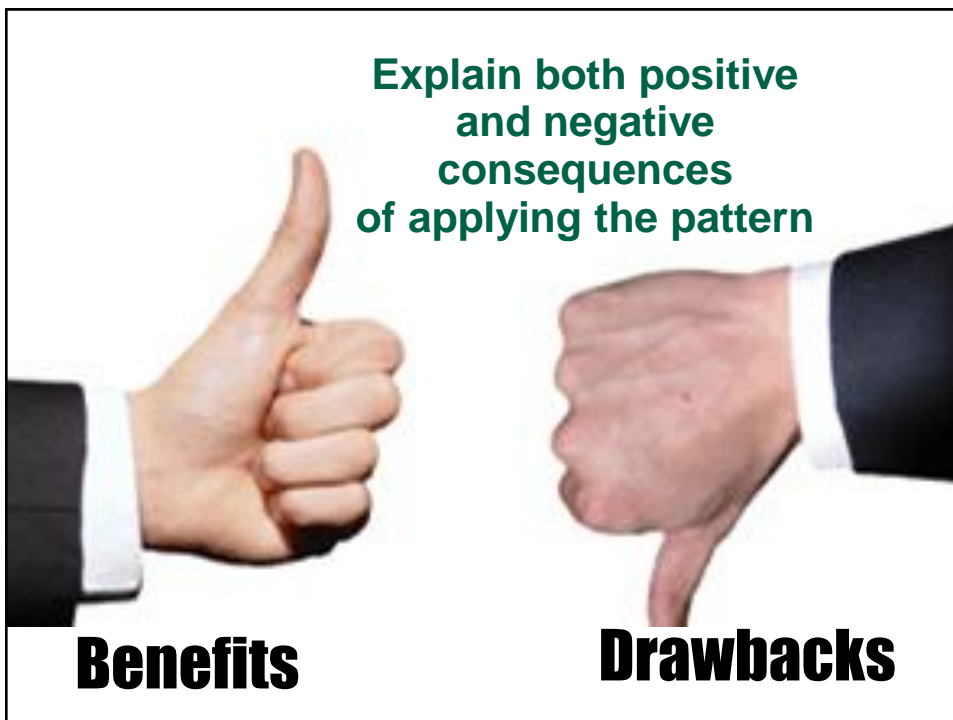 Explain both positive
and negative
consequences
of applying the pattern
Benefits
Drawbacks